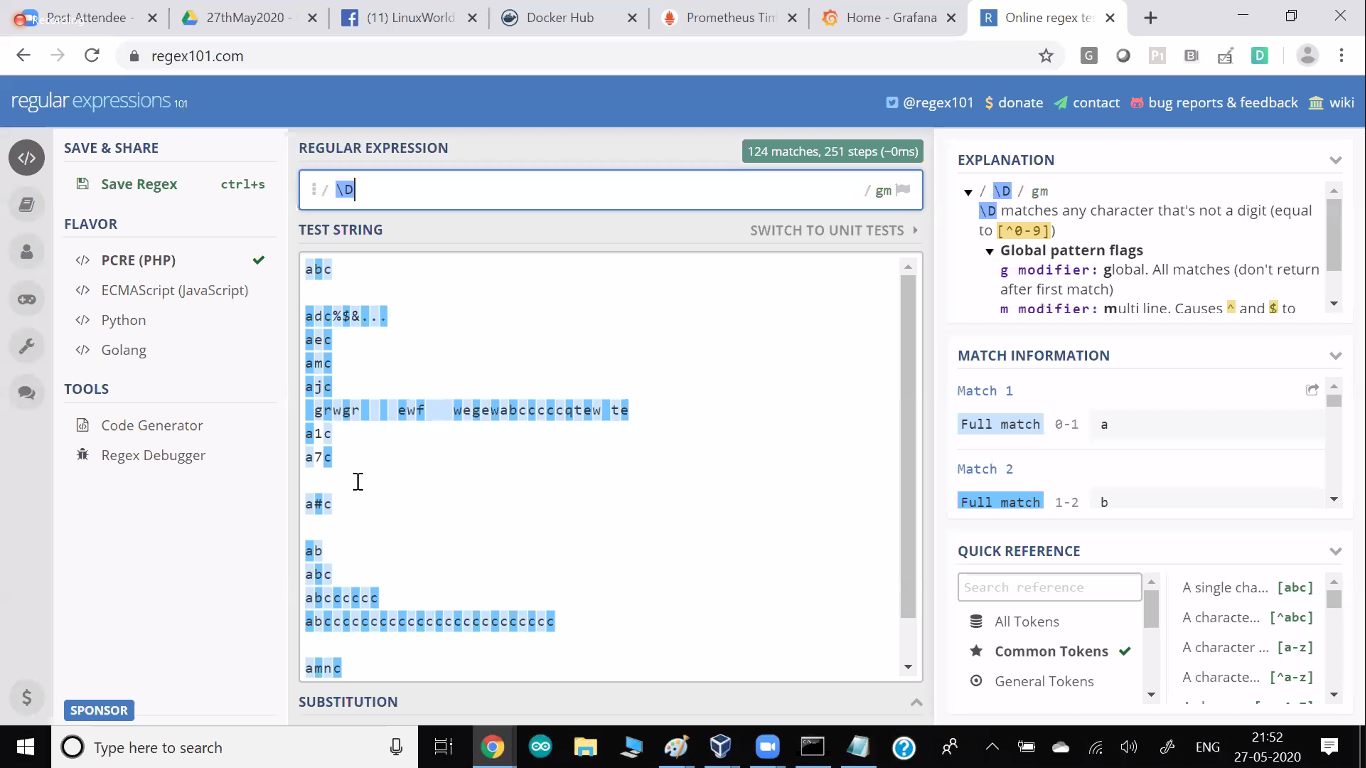 Post Attendee -
27thMay2020 -
(11) LinuxWorld
Docker Hub
Prometheus Tim
Home - Grafana
Online regex te
regex101.com
regular expressions 101
@regex101
$ donate
contact
bug reports & feedback
wiki
SAVE & SHARE
Save Regex ctrl+s
FLAVOR
</> PCRE (PHP)
</> ECMAScript (JavaScript)
</> Python
</> Golang
TOOLS
Code Generator
Regex Debugger
SPONSOR
REGULAR EXPRESSION
124 matches, 251 steps (~0ms)
/ \D / gm
TEST STRING
SWITCH TO UNIT TESTS
abc
adc%$&...
aec
amc
ajc
grwgr    ewf   wegewabcccccqtew te
a1c
a7c
a#c
ab
abc
abcccccc
abccccccccccccccccccccccccc
amnc
SUBSTITUTION
EXPLANATION
/ \D / gm
\D matches any character that's not a digit (equal
to [^0-9])
Global pattern flags
g modifier: global. All matches (don't return
after first match)
m modifier: multi line. Causes ^ and $ to
MATCH INFORMATION
Match 1
Full match 0-1 a
Match 2
Full match 1-2 b
QUICK REFERENCE
Search reference
All Tokens
Common Tokens
General Tokens
A single cha... [abc]
A characte... [^abc]
A character ... [a-z]
A characte... [^a-z]
Type here to search
ENG
21:52
27-05-2020